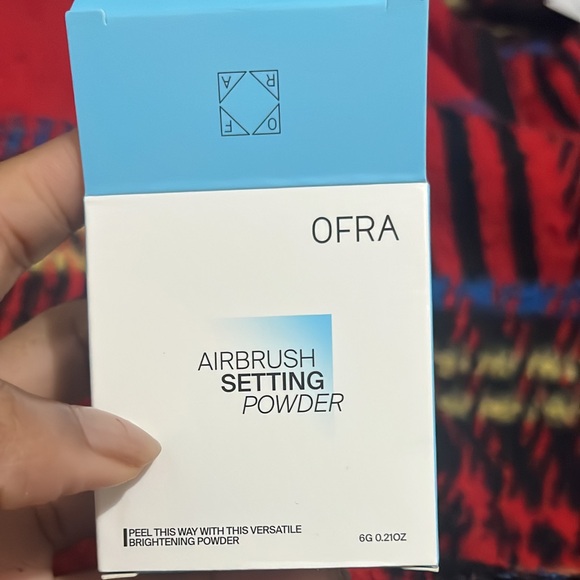 A R
F O
OFRA
AIRBRUSH
SETTING
POWDER
PEEL THIS WAY WITH THIS VERSATILE
BRIGHTENING POWDER
6G 0.21OZ